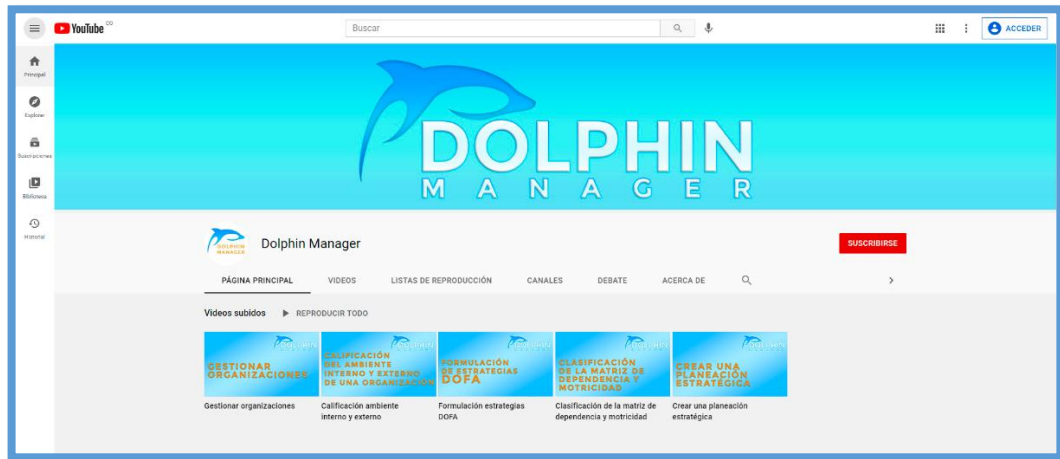 YouTube CO
Buscar
ACCEDER
Principal
Explorar
Suscripciones
Biblioteca
Historial
DOLPHIN
MANAGER
DOLPHIN
MANAGER
Dolphin Manager
SUSCRIBIRSE
PÁGINA PRINCIPAL VIDEOS LISTAS DE REPRODUCCIÓN CANALES DEBATE ACERCA DE
Videos subidos REPRODUCIR TODO
GESTIONAR
ORGANIZACIONES
CALIFICACIÓN
DEL AMBIENTE
INTERNO Y EXTERNO
DE UNA ORGANIZACIÓN
FORMULACIÓN
DE ESTRATEGIAS
DOFA
CLASIFICACIÓN
DE LA MATRIZ DE
DEPENDENCIA Y
MOTRICIDAD
CREAR UNA
PLANEACIÓN
ESTRATÉGICA
Gestionar organizaciones
Calificación ambiente
interno y externo
Formulación estrategias
DOFA
Clasificación de la matriz de
dependencia y motricidad
Crear una planeación
estratégica